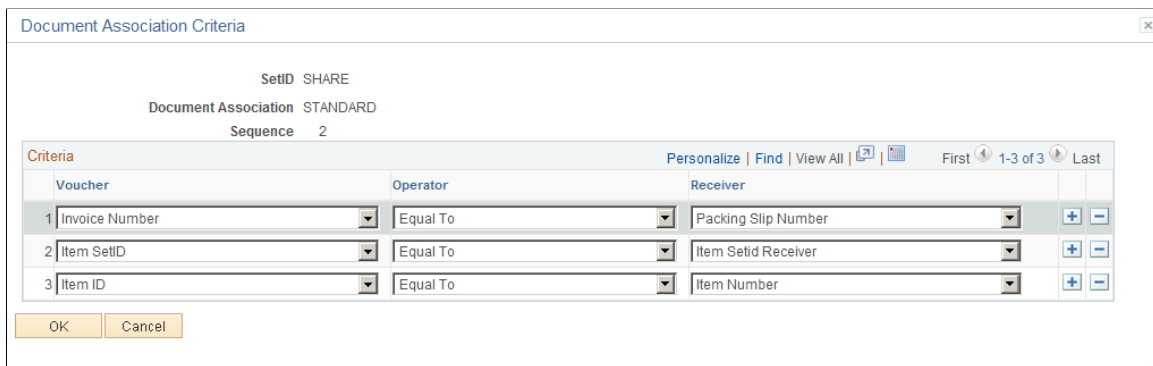 Document Association Criteria
SetID SHARE
Document Association STANDARD
Sequence 2
Criteria Personalize | Find | View All | | First 1-3 of 3 Last
Voucher Operator Receiver
1 Invoice Number Equal To Packing Slip Number
2 Item SetID Equal To Item Setid Receiver
3 Item ID Equal To Item Number
OK Cancel